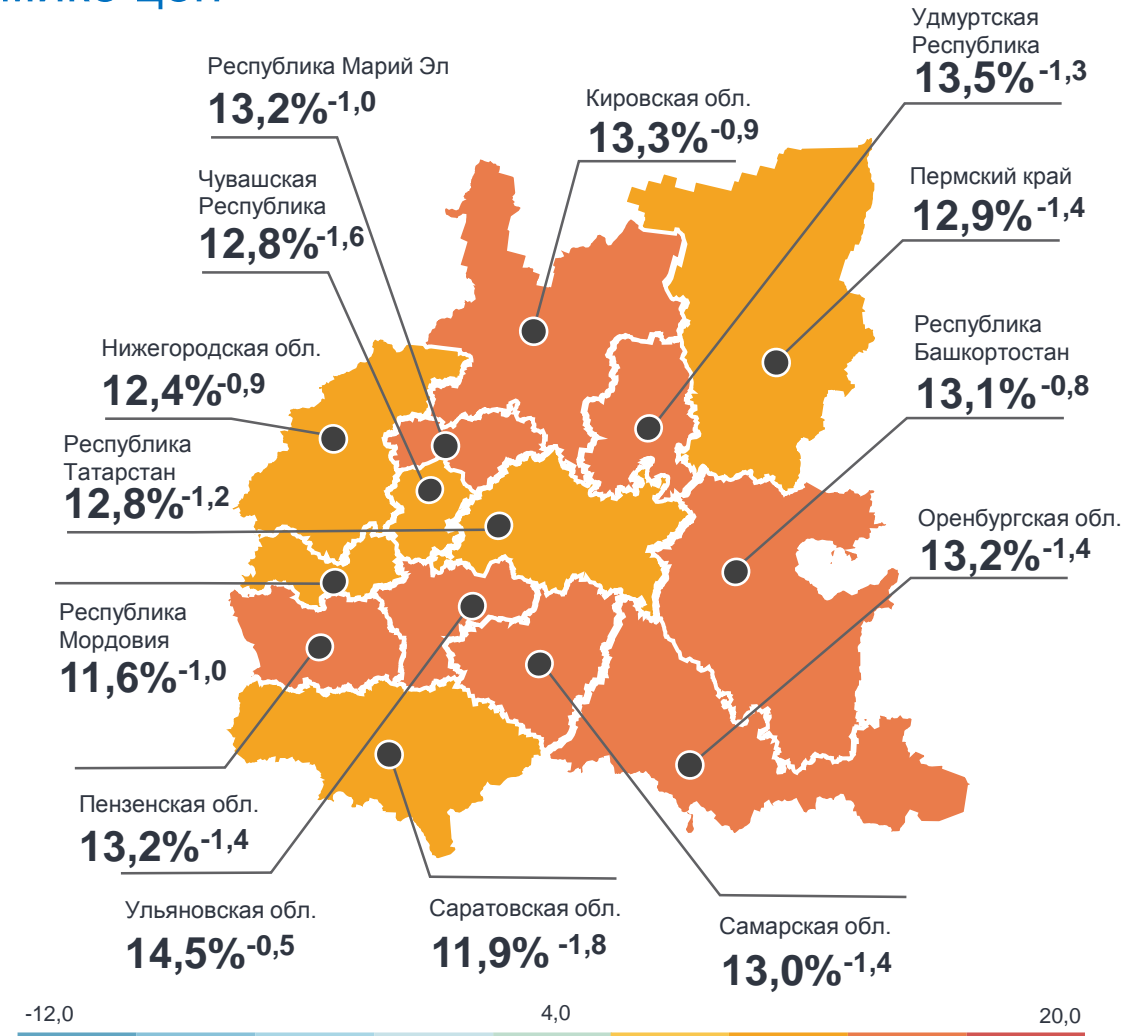 Удмуртская
Республика
13,5% -1,3
Республика Марий Эл
13,2% -1,0
Кировская обл.
13,3% -0,9
Чувашская
Республика
12,8% -1,6
Пермский край
12,9% -1,4
Нижегородская обл.
12,4% -0,9
Республика
Башкортостан
13,1% -0,8
Республика
Татарстан
12,8% -1,2
Оренбургская обл.
13,2% -1,4
Республика
Мордовия
11,6% -1,0
Пензенская обл.
13,2% -1,4
Ульяновская обл.
14,5% -0,5
Саратовская обл.
11,9% -1,8
Самарская обл.
13,0% -1,4
-12,0 4,0 20,0